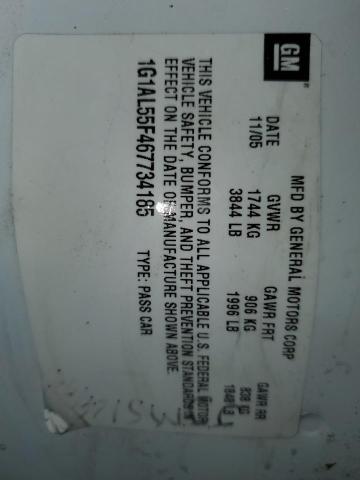 GM
MFD BY GENERAL MOTORS CORP
DATE GVWR GAWR FRT GAWR RR
11/05 1744 KG 906 KG 838 KG
3844 LB 1996 LB 1848 LB
THIS VEHICLE CONFORMS TO ALL APPLICABLE U.S. FEDERAL MOTOR
VEHICLE SAFETY, BUMPER, AND THEFT PREVENTION STANDARDS IN
EFFECT ON THE DATE OF MANUFACTURE SHOWN ABOVE.
1G1AL55F467734185 TYPE: PASS CAR